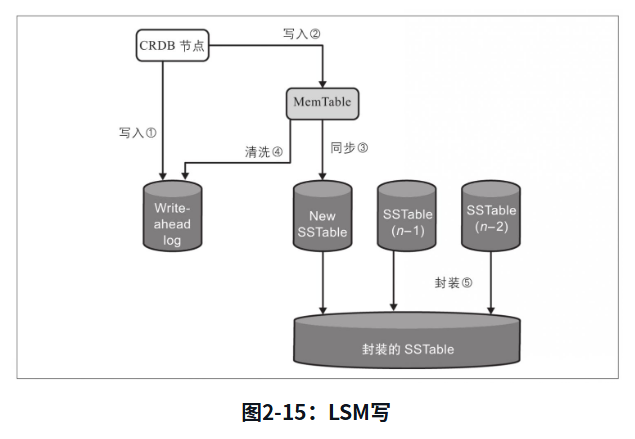 CRDB 节点
写入②
MemTable
写入①
清洗④
同步③
Write-
ahead
log
New
SSTable
SSTable
(n–1)
SSTable
(n–2)
封装⑤
封装的 SSTable
图2-15：LSM写